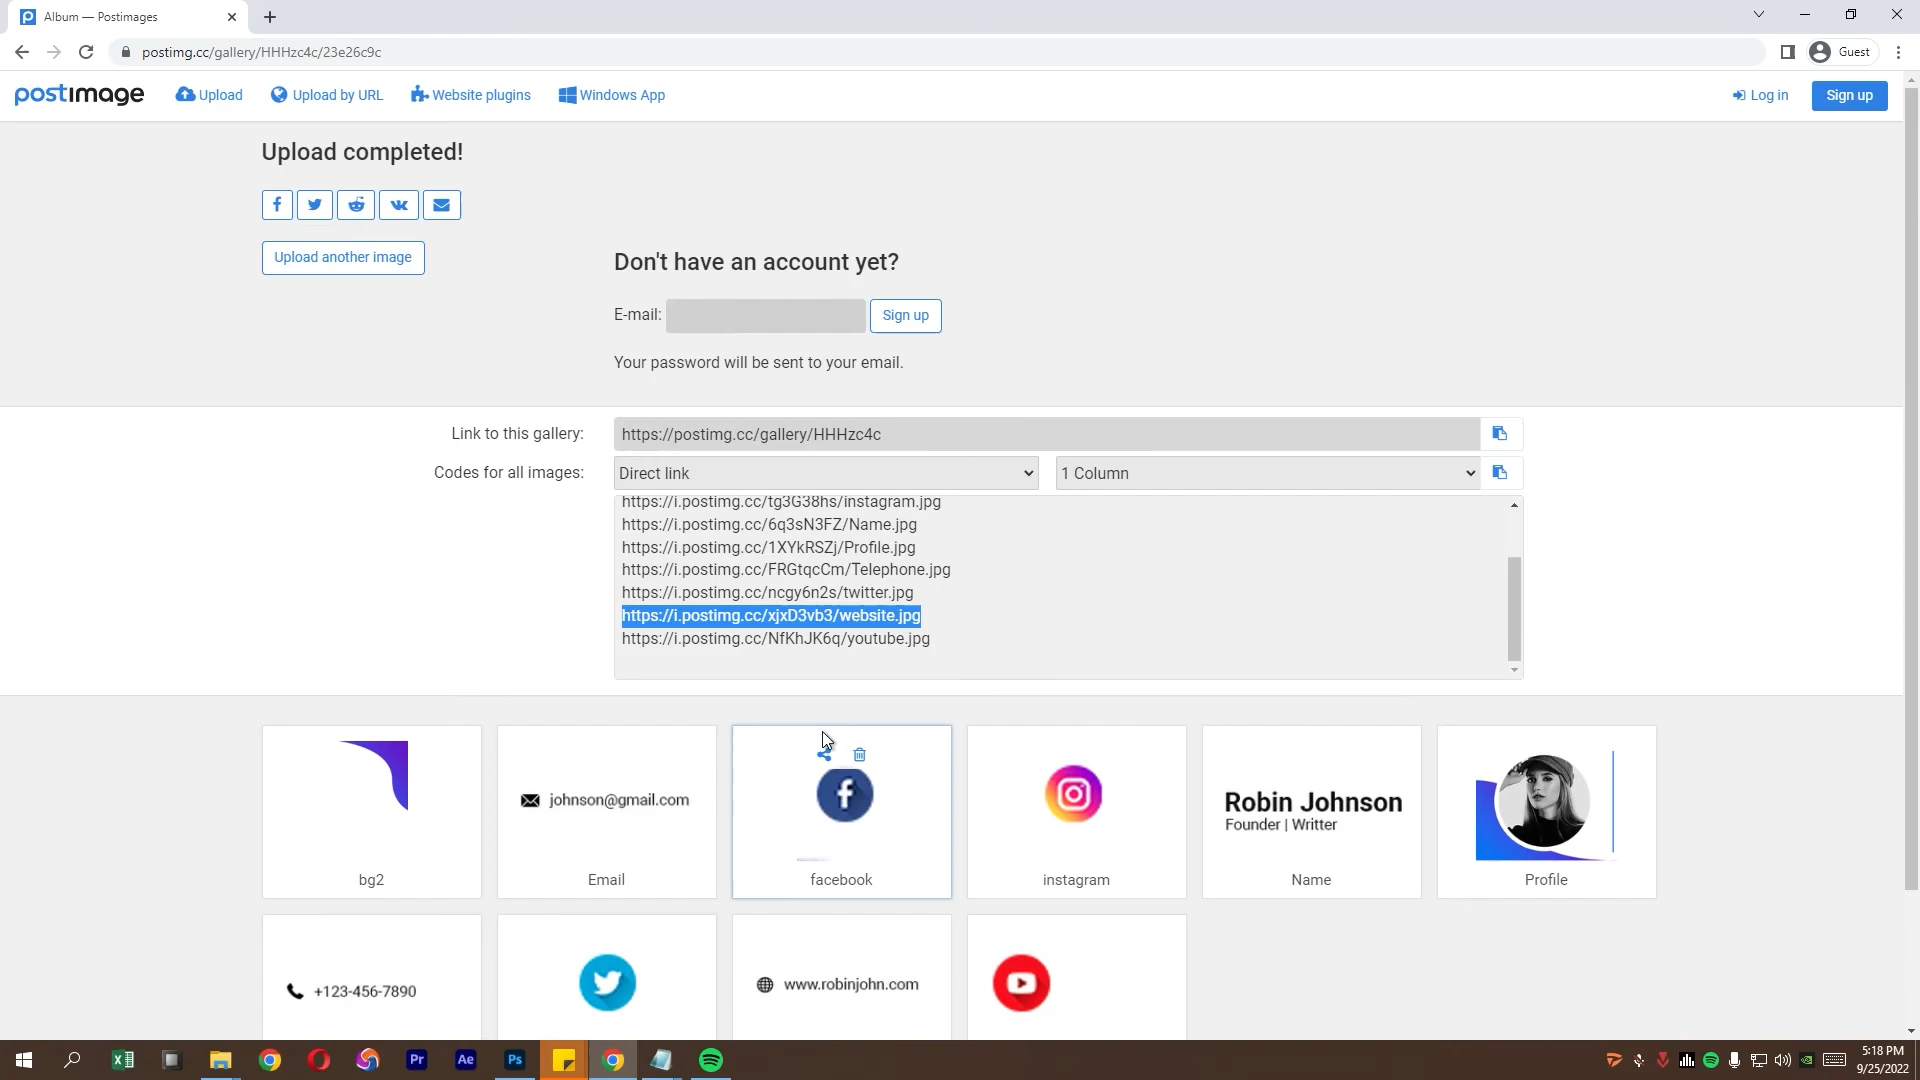 Album — Postimages
postimg.cc/gallery/HHHzc4c/23e26c9c
Guest
postimage
Upload
Upload by URL
Website plugins
Windows App
Log in
Sign up
Upload completed!
Upload another image
Don't have an account yet?
E-mail:
Sign up
Your password will be sent to your email.
Link to this gallery:
https://postimg.cc/gallery/HHHzc4c
Codes for all images:
Direct link
1 Column
https://i.postimg.cc/tg3G38hs/instagram.jpg
https://i.postimg.cc/6q3sN3FZ/Name.jpg
https://i.postimg.cc/1XYkRSZj/Profile.jpg
https://i.postimg.cc/FRGtqcCm/Telephone.jpg
https://i.postimg.cc/ncgy6n2s/twitter.jpg
https://i.postimg.cc/xjxD3vb3/website.jpg
https://i.postimg.cc/NfKhJK6q/youtube.jpg
johnson@gmail.com
Robin Johnson
Founder | Writter
bg2
Email
facebook
instagram
Name
Profile
+123-456-7890
www.robinjohn.com
Pr
Ae
Ps
5:18 PM
9/25/2022